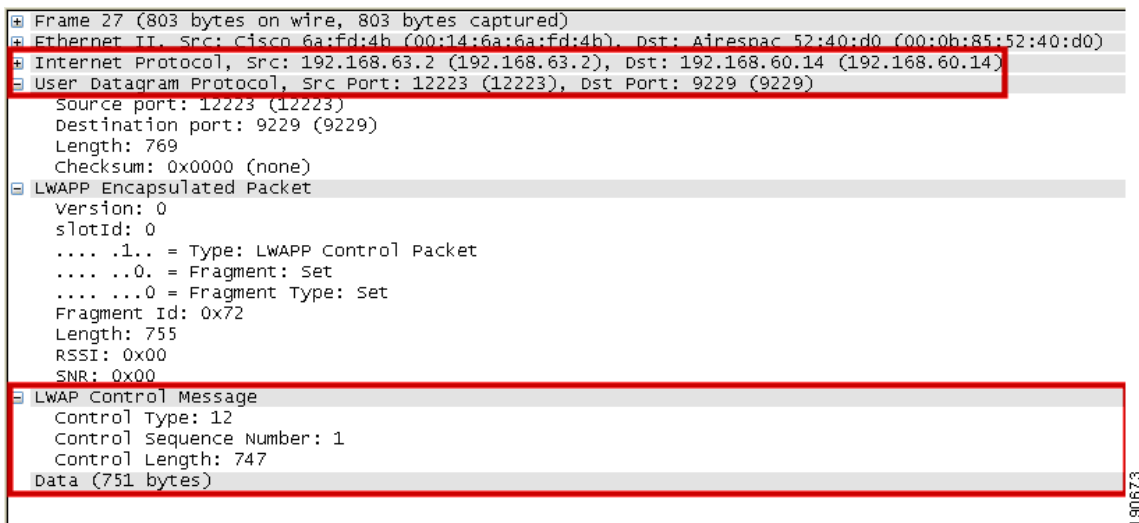 Frame 27 (803 bytes on wire, 803 bytes captured)
Ethernet II, Src: Cisco_6a:fd:4b (00:14:6a:6a:fd:4b), Dst: Airespac_52:40:d0 (00:0b:85:52:40:d0)
Internet Protocol, Src: 192.168.63.2 (192.168.63.2), Dst: 192.168.60.14 (192.168.60.14)
User Datagram Protocol, Src Port: 12223 (12223), Dst Port: 9229 (9229)
Source port: 12223 (12223)
Destination port: 9229 (9229)
Length: 769
Checksum: 0x0000 (none)
LWAPP Encapsulated Packet
Version: 0
slotId: 0
.... .1.. = Type: LWAPP Control Packet
.... ..0. = Fragment: Set
.... ...0 = Fragment Type: Set
Fragment Id: 0x72
Length: 755
RSSI: 0x00
SNR: 0x00
LWAP Control Message
Control Type: 12
Control Sequence Number: 1
Control Length: 747
Data (751 bytes)
190673